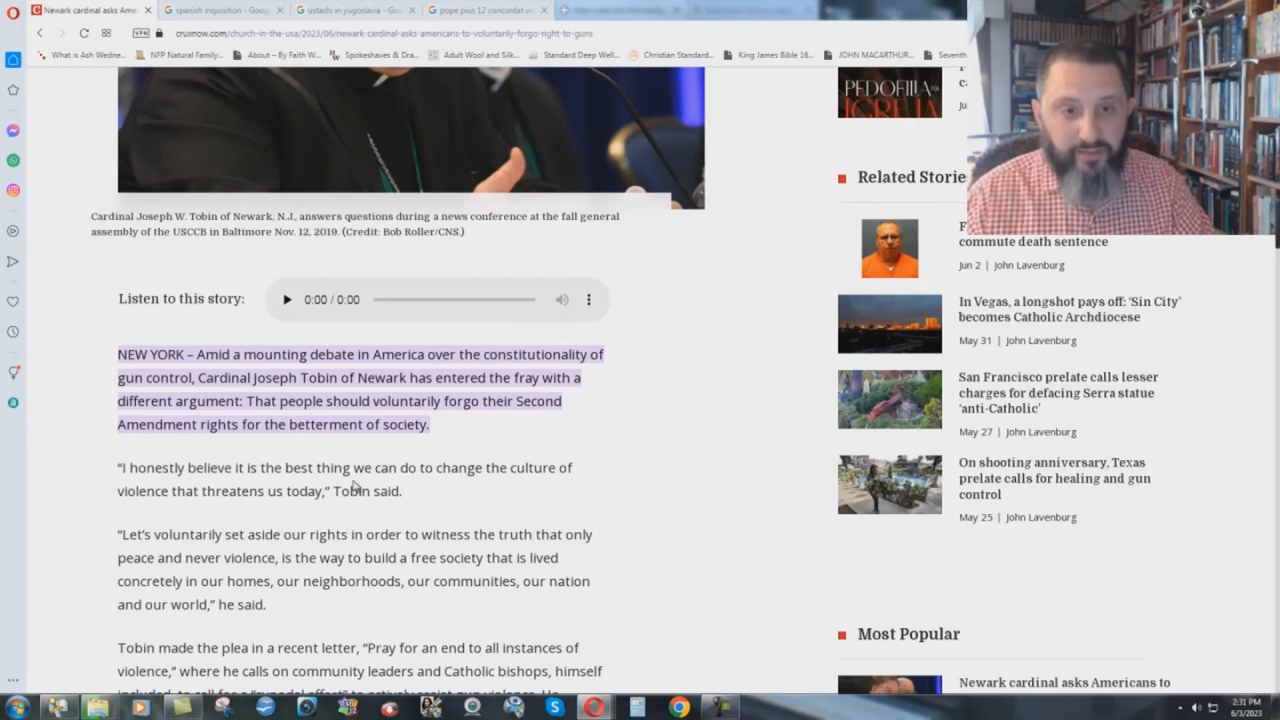 Newark cardinal asks Ame
spanish inquisition - Goog
ustashi in yugoslavia - Go
pope pius 12 concordat wi
VPN
cruxnow.com/church-in-the-usa/2023/06/newark-cardinal-asks-americans-to-voluntarily-forgo-right-to-guns
What is Ash Wedne...
NFP Natural Family...
About – By Faith W...
Spokeshaves & Dra...
Adult Wool and Silk...
Standard Deep Well...
Christian Standard...
King James Bible 16...
JOHN MACARTHUR...
Seventh
PEDOFILIA NA
IGREJA
Ju
Cardinal Joseph W. Tobin of Newark, N.J., answers questions during a news conference at the fall general
assembly of the USCCB in Baltimore Nov. 12, 2019. (Credit: Bob Roller/CNS.)
Listen to this story:
0:00 / 0:00
NEW YORK – Amid a mounting debate in America over the constitutionality of
gun control, Cardinal Joseph Tobin of Newark has entered the fray with a
different argument: That people should voluntarily forgo their Second
Amendment rights for the betterment of society.
“I honestly believe it is the best thing we can do to change the culture of
violence that threatens us today,” Tobin said.
“Let’s voluntarily set aside our rights in order to witness the truth that only
peace and never violence, is the way to build a free society that is lived
concretely in our homes, our neighborhoods, our communities, our nation
and our world,” he said.
Tobin made the plea in a recent letter, “Pray for an end to all instances of
violence,” where he calls on community leaders and Catholic bishops, himself
Related Storie
commute death sentence
Jun 2 | John Lavenburg
In Vegas, a longshot pays off: ‘Sin City’
becomes Catholic Archdiocese
May 31 | John Lavenburg
San Francisco prelate calls lesser
charges for defacing Serra statue
‘anti-Catholic’
May 27 | John Lavenburg
On shooting anniversary, Texas
prelate calls for healing and gun
control
May 25 | John Lavenburg
Most Popular
Newark cardinal asks Americans to
2:31 PM
6/3/2023